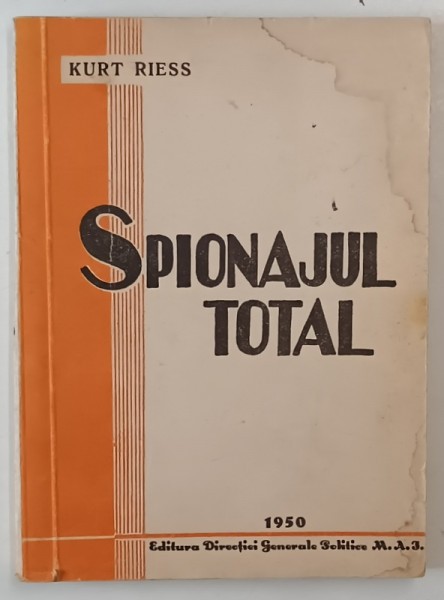 KURT RIESS
SPIONAJUL
TOTAL
1950
Editura Direcției Generale Politice M.A.I.